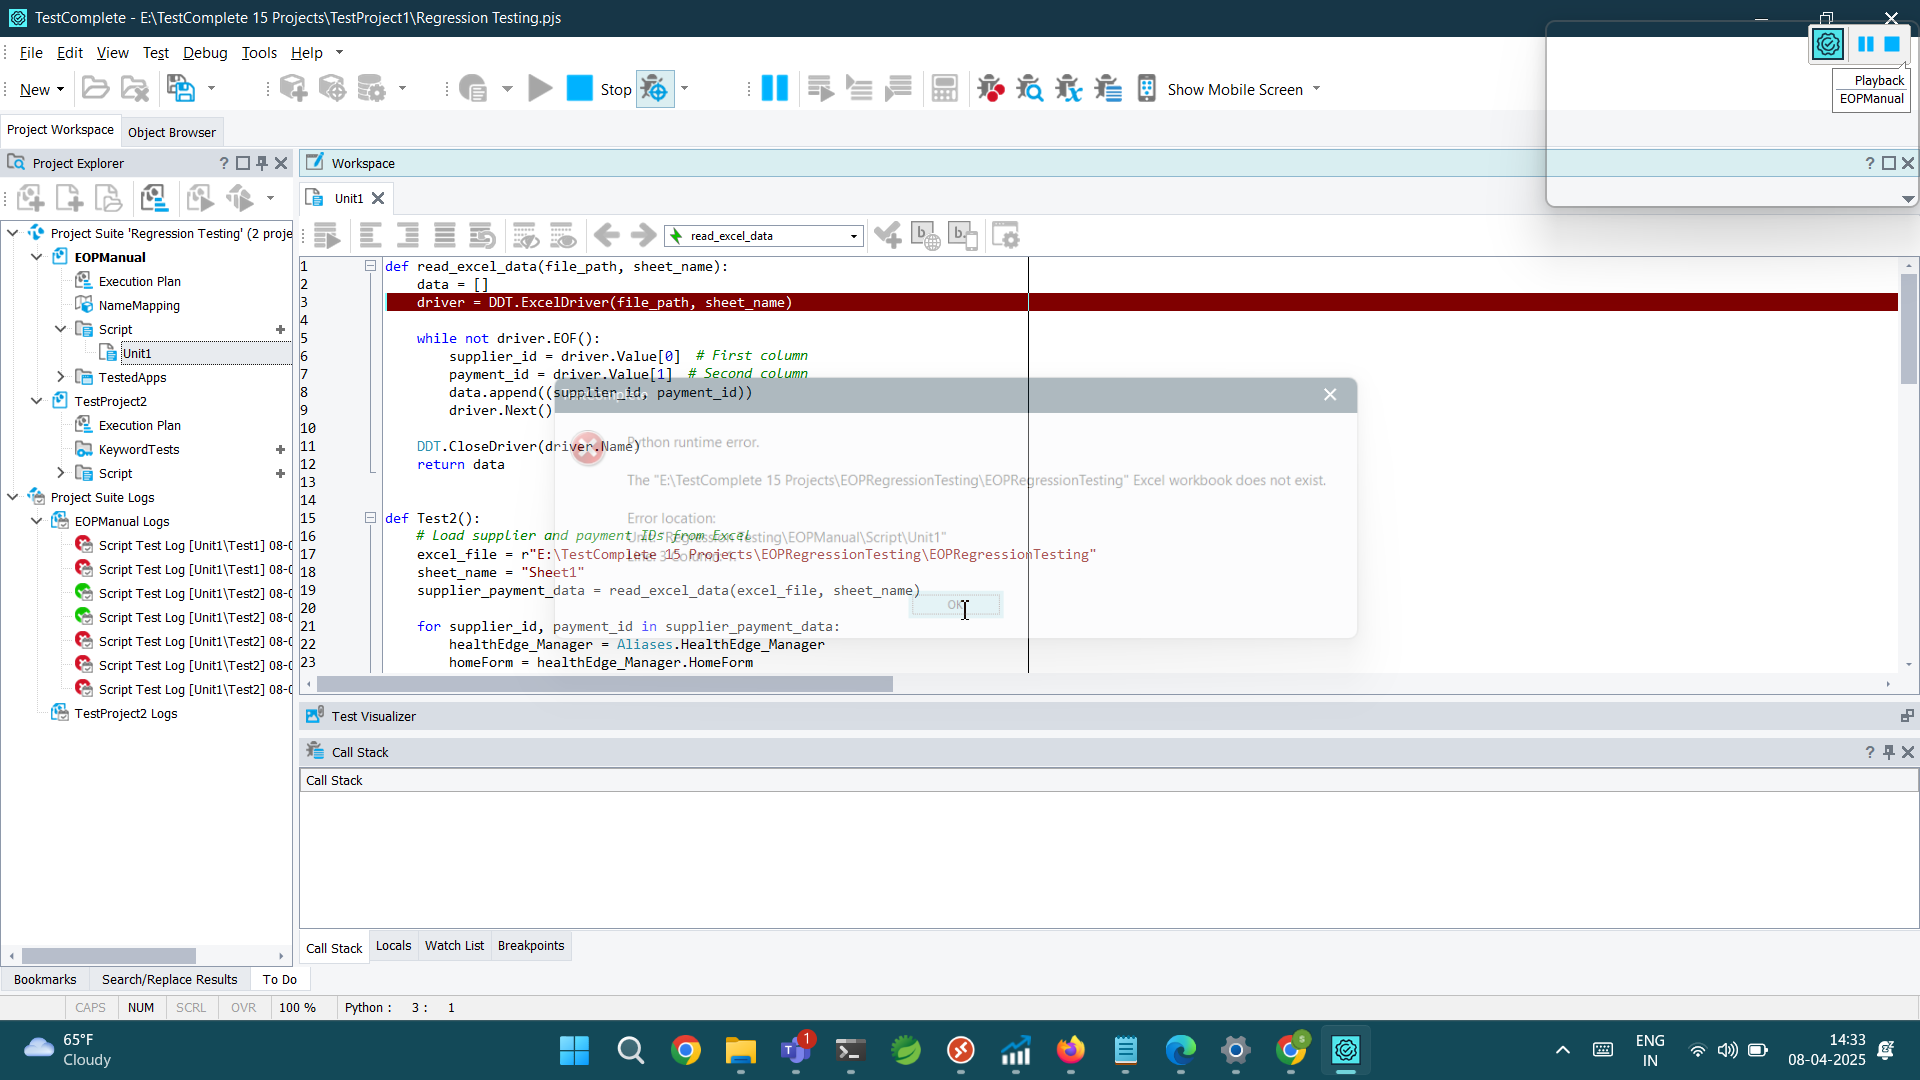 TestComplete - E:\TestComplete 15 Projects\TestProject1\Regression Testing.pjs
File Edit View Test Debug Tools Help
New Stop Show Mobile Screen
Playback
EOPManual
Project Workspace Object Browser
Project Explorer
Workspace
Unit1
read_excel_data
Project Suite 'Regression Testing' (2 proje
EOPManual
Execution Plan
NameMapping
Script
Unit1
TestedApps
TestProject2
Execution Plan
KeywordTests
Script
Project Suite Logs
EOPManual Logs
Script Test Log [Unit1\Test1] 08-0
Script Test Log [Unit1\Test1] 08-0
Script Test Log [Unit1\Test2] 08-0
Script Test Log [Unit1\Test2] 08-0
Script Test Log [Unit1\Test2] 08-0
Script Test Log [Unit1\Test2] 08-0
Script Test Log [Unit1\Test2] 08-0
TestProject2 Logs
1 def read_excel_data(file_path, sheet_name):
2 data = []
3 driver = DDT.ExcelDriver(file_path, sheet_name)
4
5 while not driver.EOF():
6 supplier_id = driver.Value[0] # First column
7 payment_id = driver.Value[1] # Second column
8 data.append((supplier_id, payment_id))
9 driver.Next()
10
11 DDT.CloseDriver(driver.Name)
12 return data
13
14
15 def Test2():
16 # Load supplier and payment IDs from Excel
17 excel_file = r"E:\TestComplete 15 Projects\EOPRegressionTesting\EOPRegressionTesting"
18 sheet_name = "Sheet1"
19 supplier_payment_data = read_excel_data(excel_file, sheet_name)
20
21 for supplier_id, payment_id in supplier_payment_data:
22 healthEdge_Manager = Aliases.HealthEdge_Manager
23 homeForm = healthEdge_Manager.HomeForm
Python runtime error.
The "E:\TestComplete 15 Projects\EOPRegressionTesting\EOPRegressionTesting" Excel workbook does not exist.
Error location:
Unit: "Regression Testing\EOPManual\Script\Unit1"
OK
Test Visualizer
Call Stack
Call Stack
Call Stack Locals Watch List Breakpoints
Bookmarks Search/Replace Results To Do
CAPS NUM SCRL OVR 100 % Python : 3 : 1
65°F
Cloudy
1
ENG
IN
14:33
08-04-2025